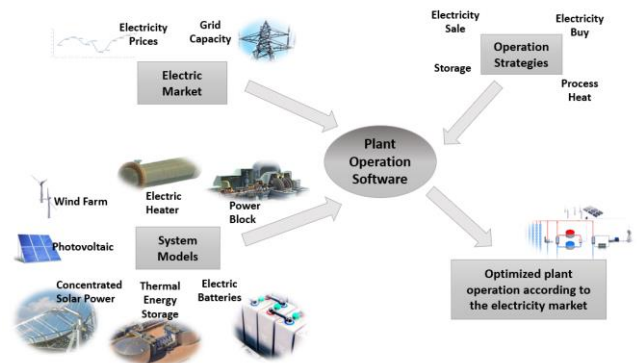 Electricity
Prices
Grid
Capacity
Electric
Market
Electricity
Sale
Electricity
Buy
Operation
Strategies
Storage
Process
Heat
Plant
Operation
Software
Wind Farm
Electric
Heater
Power
Block
Photovoltaic
System
Models
Concentrated
Solar Power
Thermal
Energy
Storage
Electric
Batteries
Optimized plant
operation according to
the electricity market